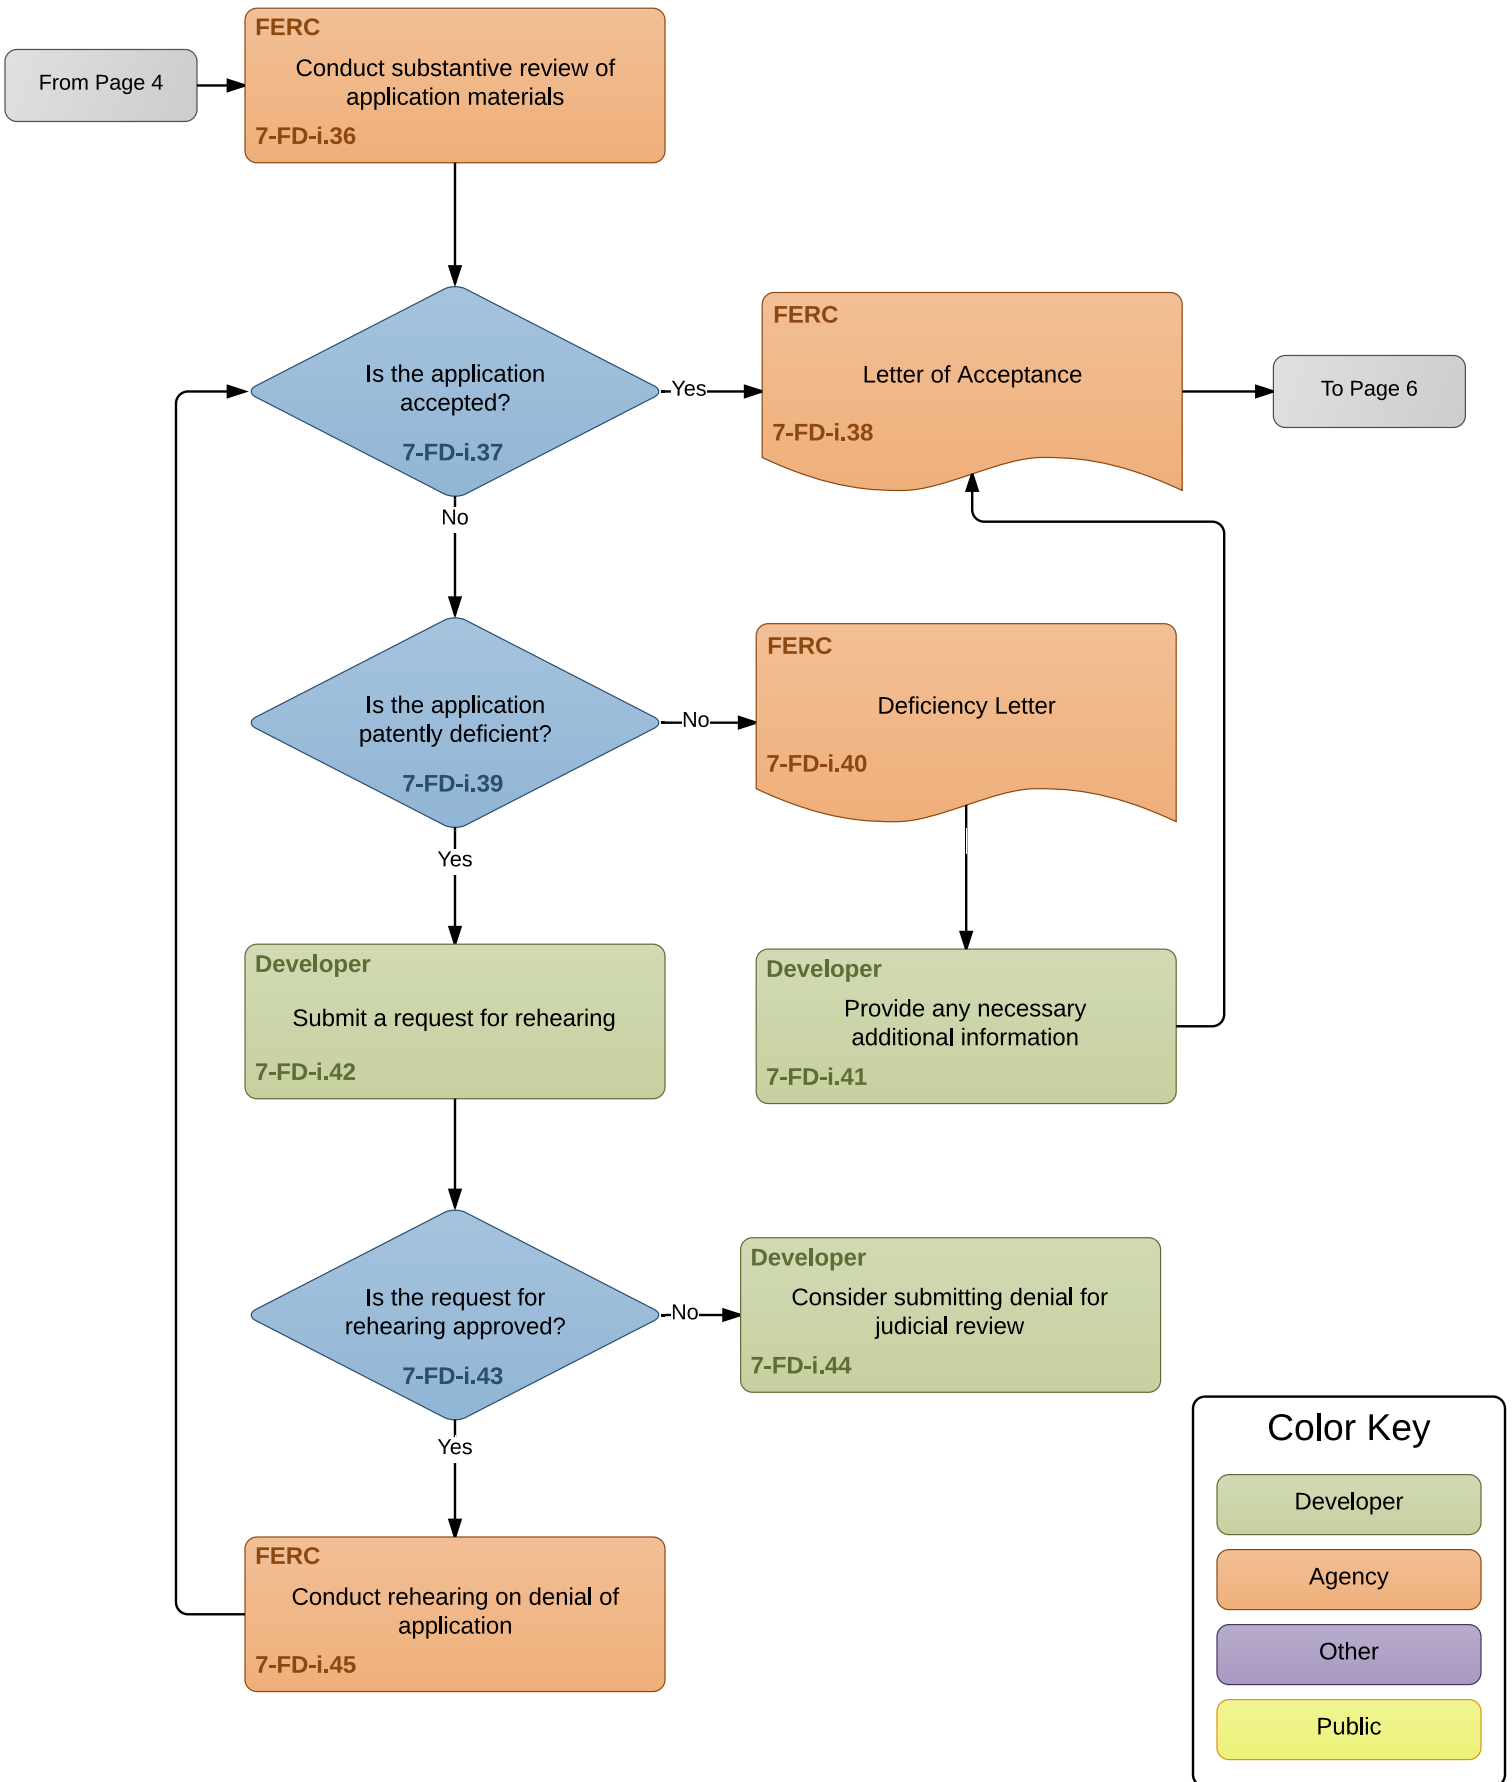 From Page 4
FERC
Conduct substantive review of
application materials
7-FD-i.36
Is the application
accepted?
7-FD-i.37
Yes
FERC
Letter of Acceptance
7-FD-i.38
To Page 6
No
Is the application
patently deficient?
7-FD-i.39
No
FERC
Deficiency Letter
7-FD-i.40
Yes
Developer
Submit a request for rehearing
7-FD-i.42
Developer
Provide any necessary
additional information
7-FD-i.41
Is the request for
rehearing approved?
7-FD-i.43
No
Developer
Consider submitting denial for
judicial review
7-FD-i.44
Yes
FERC
Conduct rehearing on denial of
application
7-FD-i.45
Color Key
Developer
Agency
Other
Public